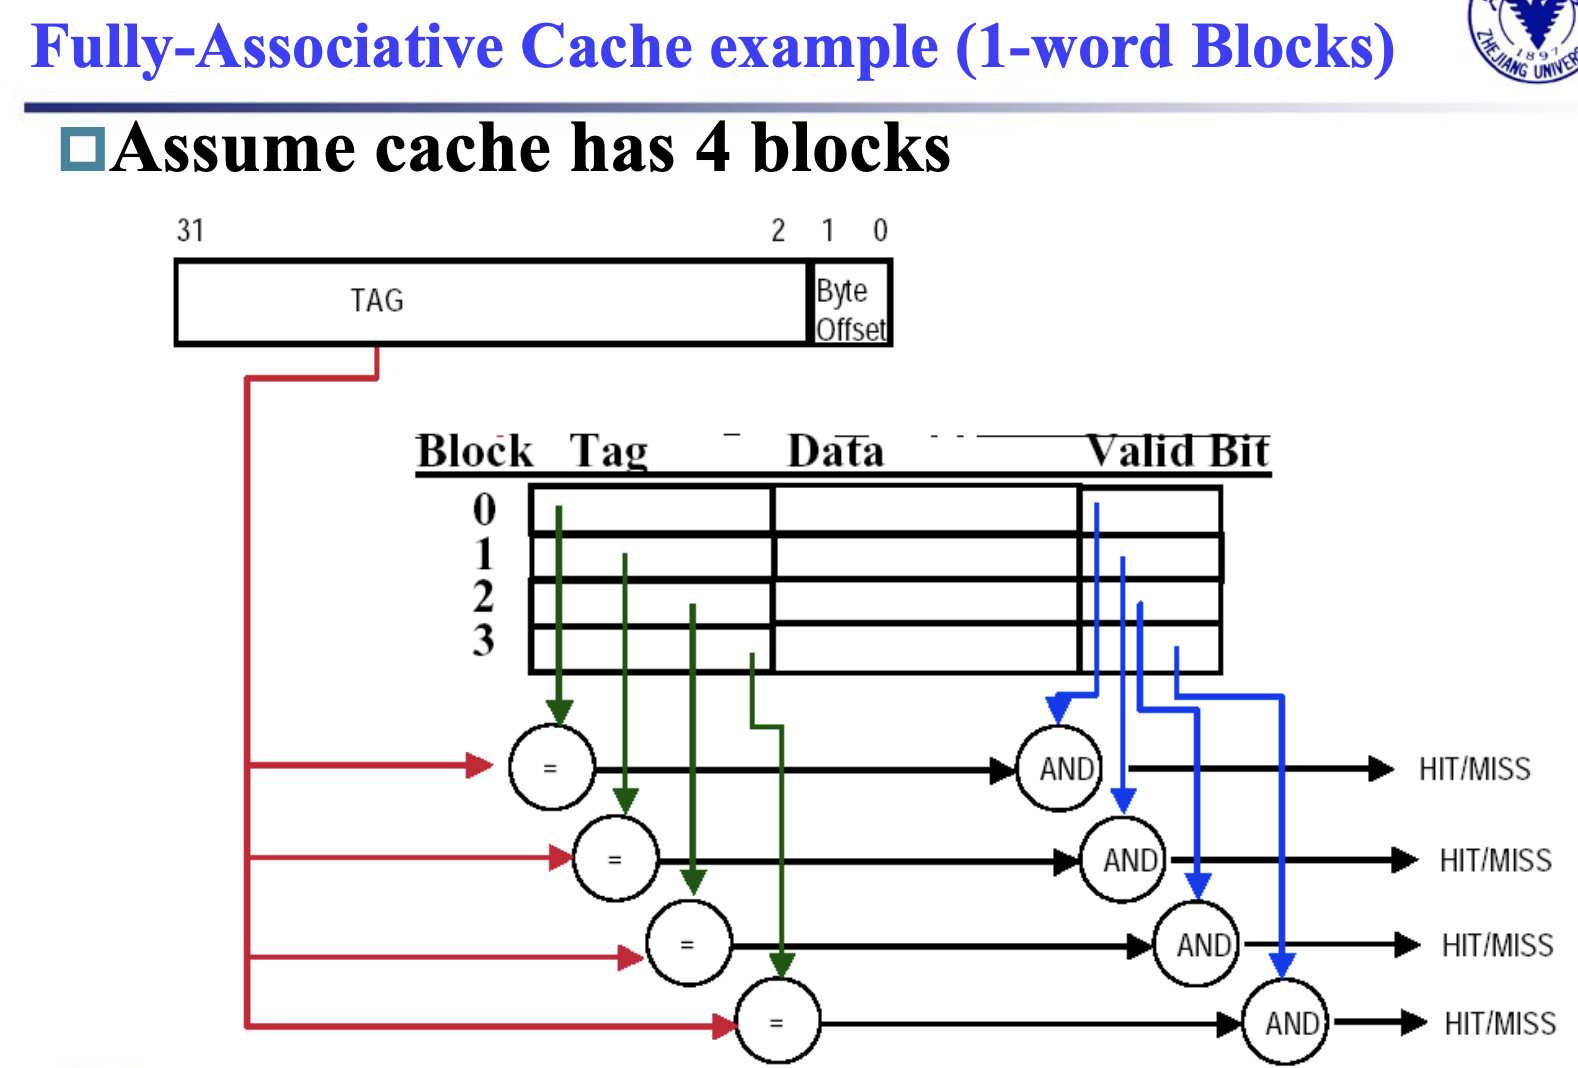 Fully-Associative Cache example (1-word Blocks)
1897
ZHEJIANG
Assume cache has 4 blocks
31 2 1 0
TAG
Byte
Offset
Block Tag Data Valid Bit
0
1
2
3
= AND HIT/MISS
= AND HIT/MISS
= AND HIT/MISS
= AND HIT/MISS